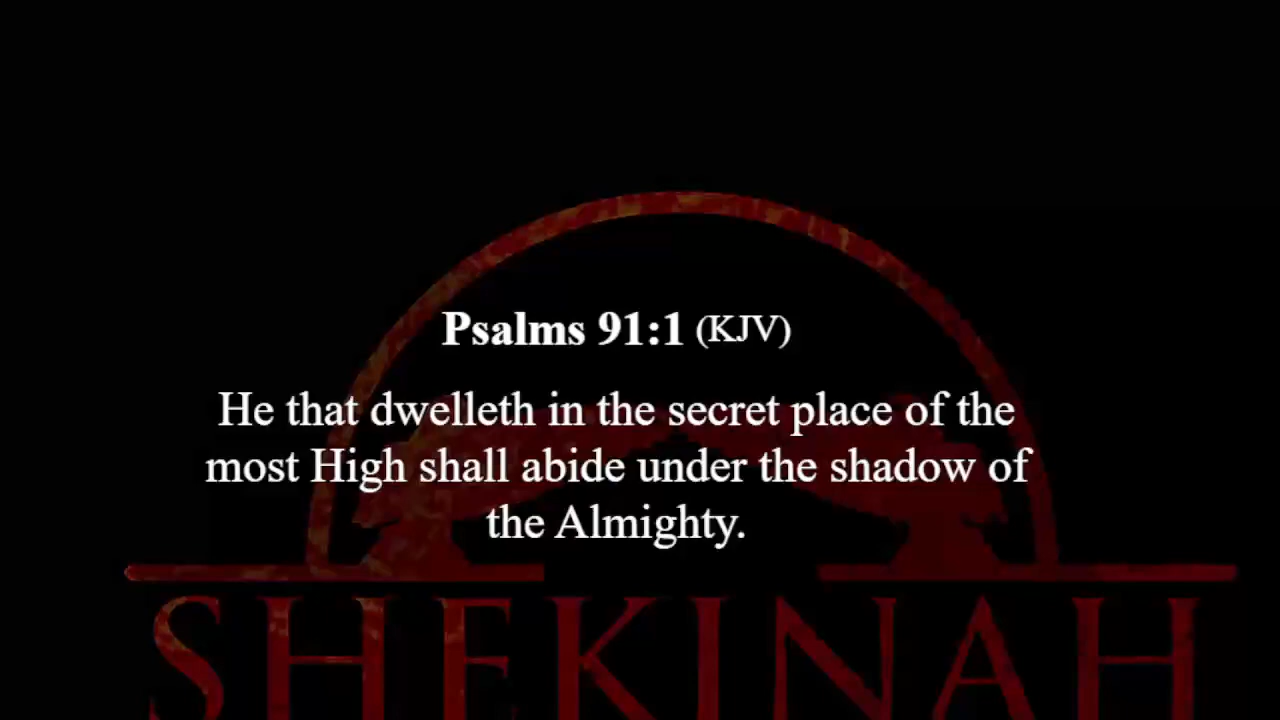 Psalms 91:1 (KJV)
He that dwelleth in the secret place of the
most High shall abide under the shadow of
the Almighty.
SHEKINAH